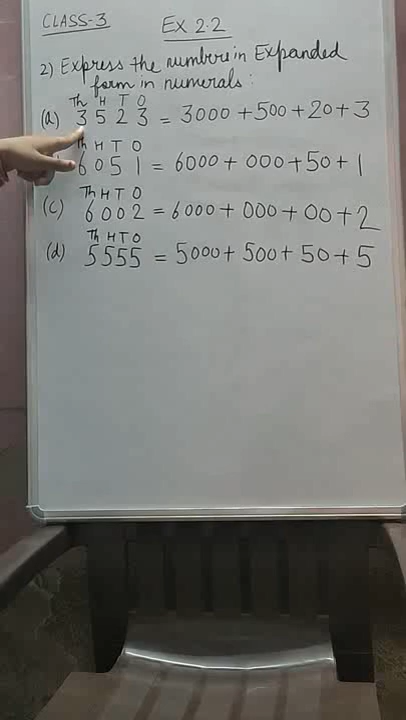 CLASS-3
Ex 2.2
2) Express the numbers in Expanded
form in numerals:
Th H T O
(a) 3 5 2 3 = 3000 + 500 + 20 + 3
Th H T O
6 0 5 1 = 6000 + 000 + 50 + 1
Th H T O
(c) 6 0 0 2 = 6000 + 000 + 00 + 2
Th H T O
(d) 5 5 5 5 = 5000 + 500 + 50 + 5